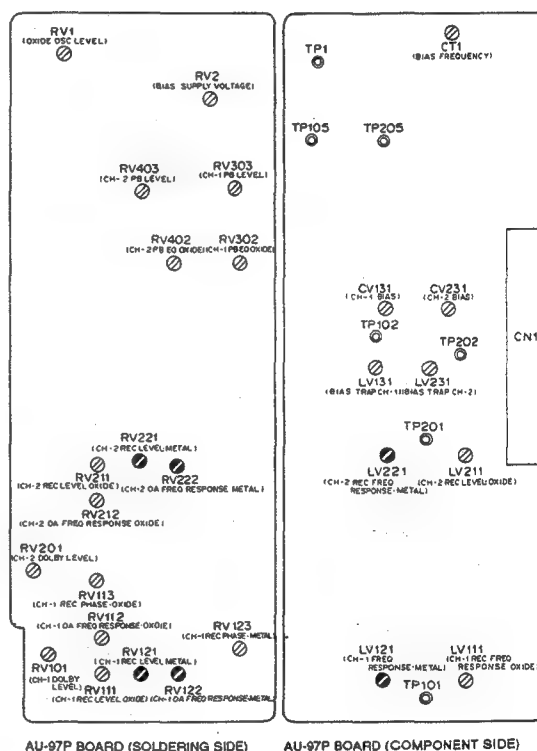 RV1
(OXIDE OSC LEVEL)
RV2
(BIAS SUPPLY VOLTAGE)
RV403
(CH-2 PB LEVEL)
RV303
(CH-1 PB LEVEL)
RV402
(CH-2 PB EQ OXIDE)
RV302
(CH-1 PB EQ OXIDE)
RV221
(CH-2 REC LEVEL-METAL)
RV211
(CH-2 REC LEVEL OXIDE)
RV222
(CH-2 OA FREQ RESPONSE METAL)
RV212
(CH-2 OA FREQ RESPONSE OXIDE)
RV201
(CH-2 DOLBY LEVEL)
RV113
(CH-1 REC PHASE-OXIDE)
RV112
(CH-1 OA FREQ RESPONSE-OXIDE)
RV123
(CH-1 REC PHASE-METAL)
RV121
(CH-1 REC LEVEL METAL)
RV101
(CH-1 DOLBY
LEVEL)
RV111
(CH-1 REC LEVEL OXIDE)
RV122
(CH-1 OA FREQ RESPONSE-METAL)
AU-97P BOARD (SOLDERING SIDE)
TP1
CT1
(BIAS FREQUENCY)
TP105
TP205
CV131
(CH-1 BIAS)
CV231
(CH-2 BIAS)
CN1
TP102
TP202
LV131
(BIAS TRAP CH-1)
LV231
(BIAS TRAP CH-2)
TP201
LV221
(CH-2 REC FREQ
RESPONSE-METAL)
LV211
(CH-2 REC LEVEL OXIDE)
LV121
(CH-1 FREQ
RESPONSE-METAL)
LV111
(CH-1 REC FREQ
RESPONSE OXIDE)
TP101
AU-97P BOARD (COMPONENT SIDE)